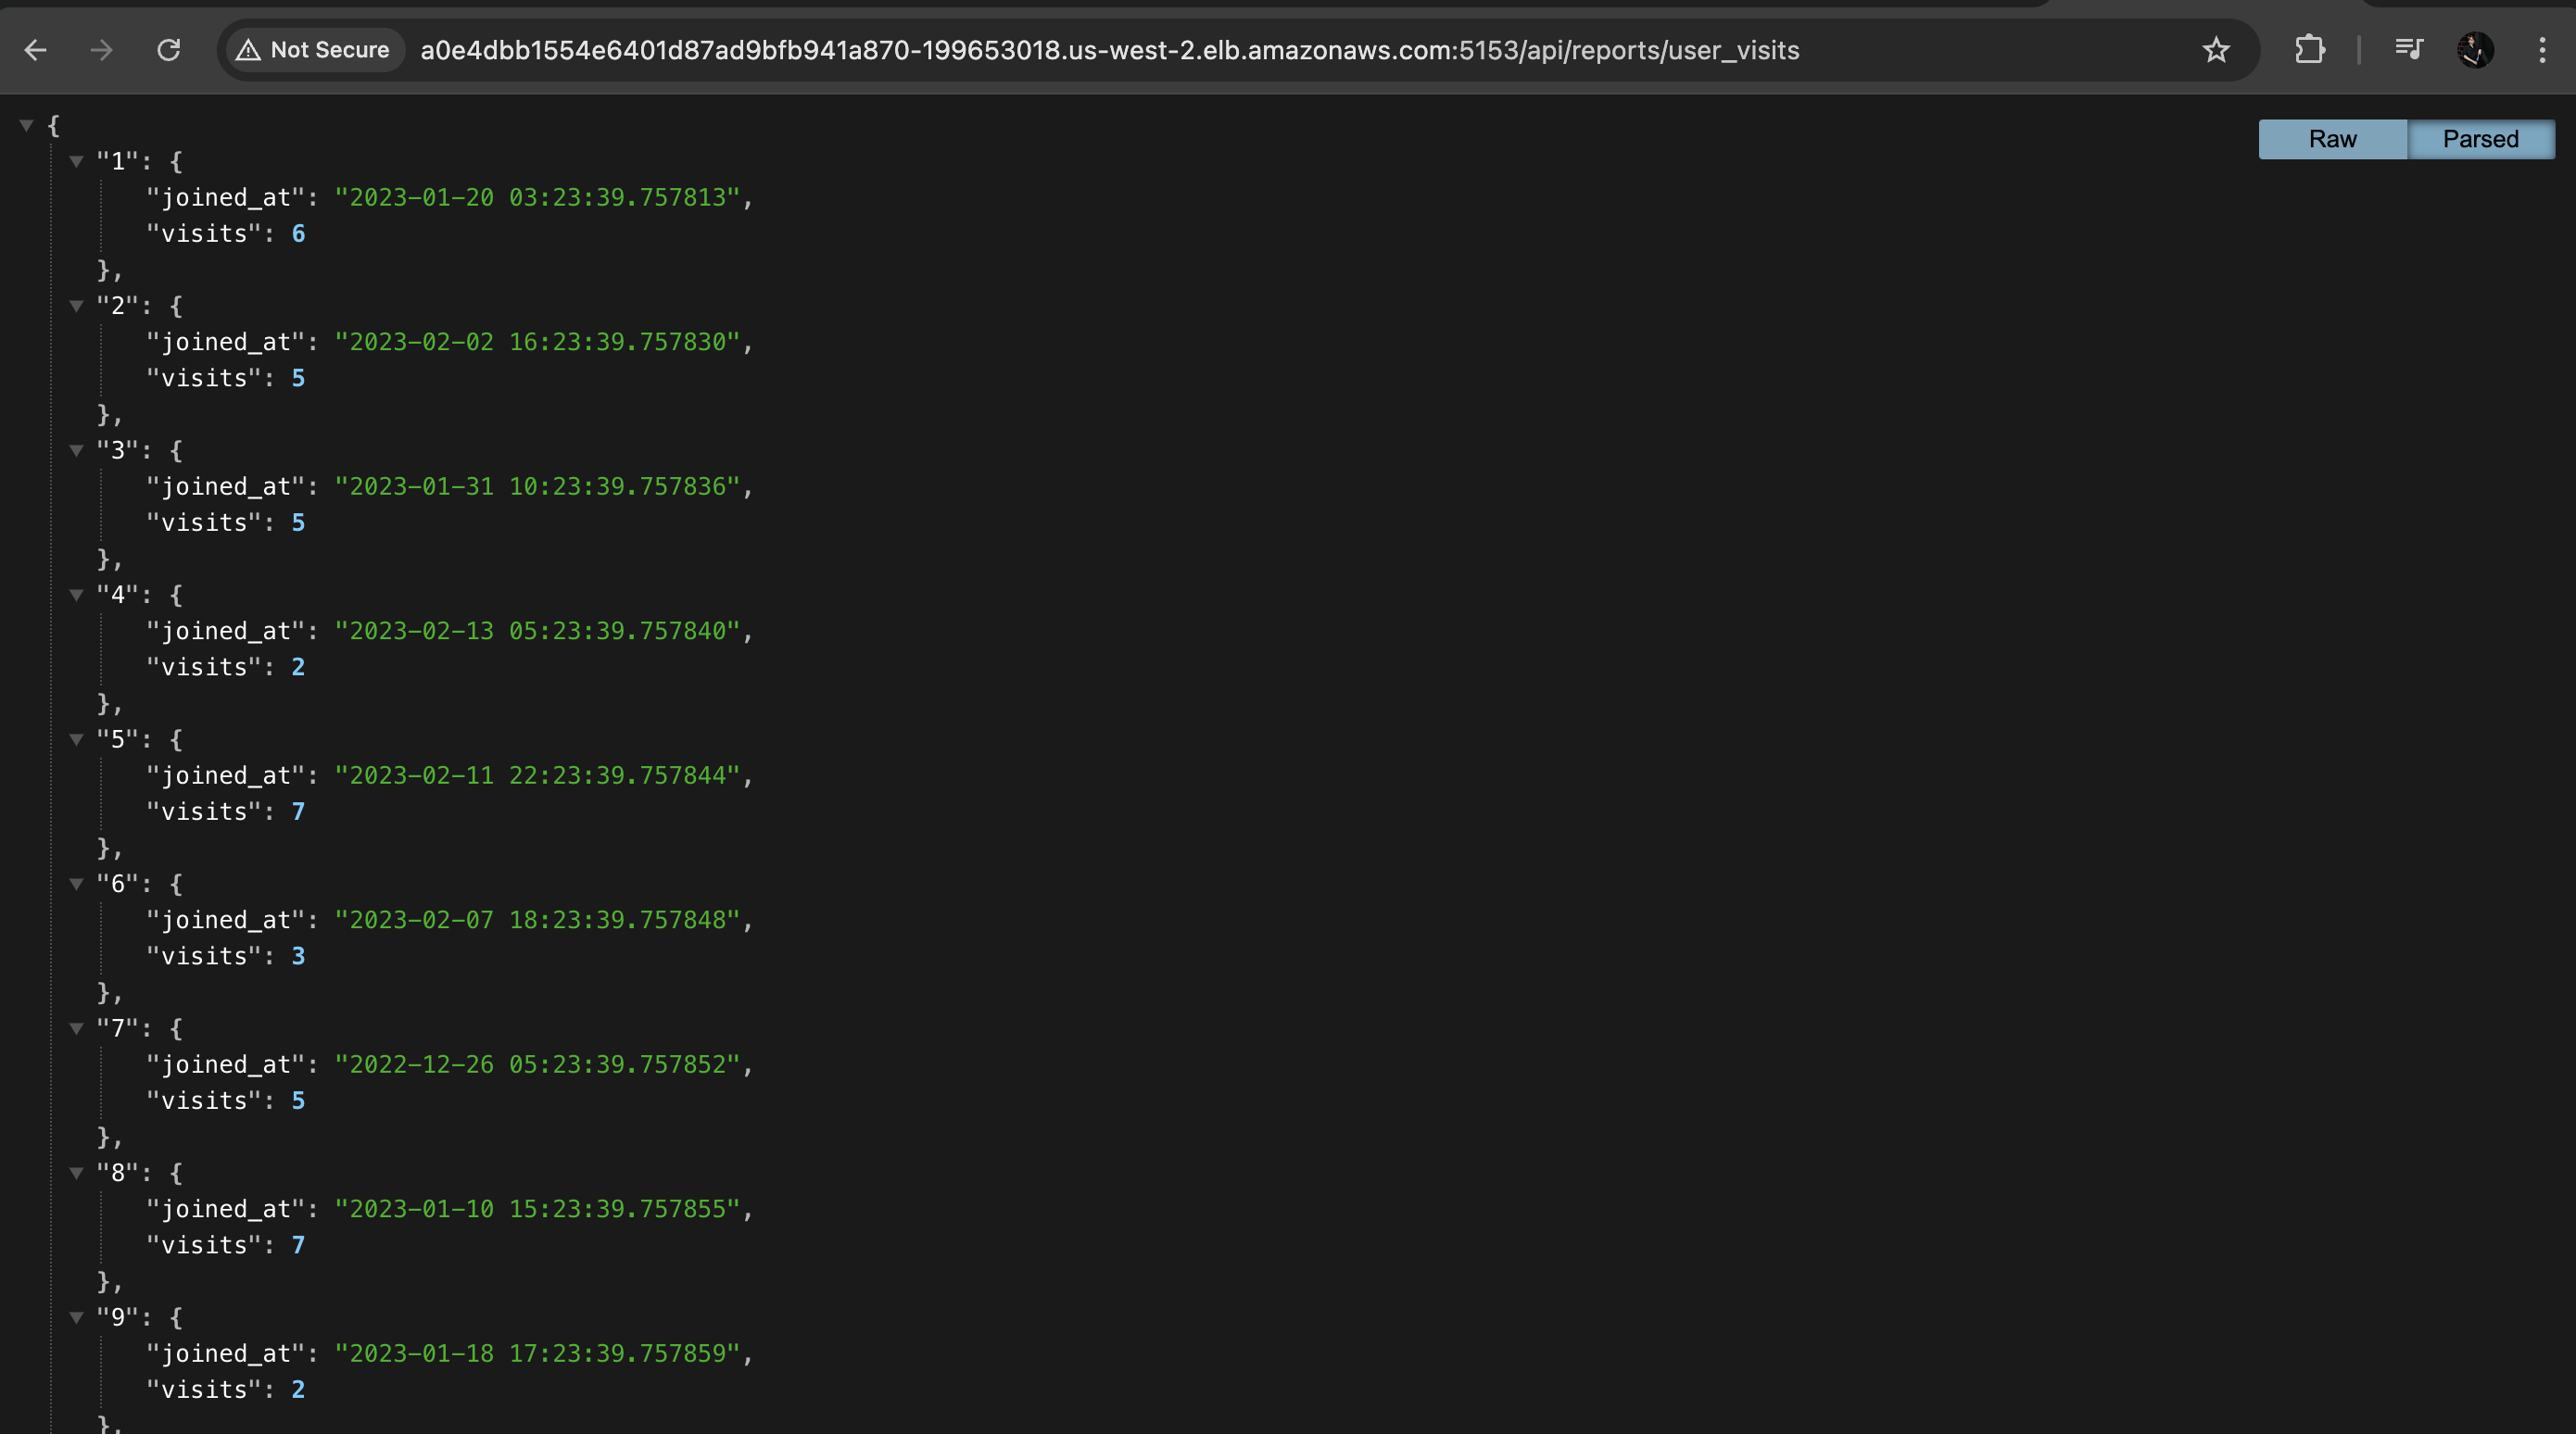 Not Secure a0e4dbb1554e6401d87ad9bfb941a870-199653018.us-west-2.elb.amazonaws.com:5153/api/reports/user_visits
Raw Parsed
{
"1": {
"joined_at": "2023-01-20 03:23:39.757813",
"visits": 6
},
"2": {
"joined_at": "2023-02-02 16:23:39.757830",
"visits": 5
},
"3": {
"joined_at": "2023-01-31 10:23:39.757836",
"visits": 5
},
"4": {
"joined_at": "2023-02-13 05:23:39.757840",
"visits": 2
},
"5": {
"joined_at": "2023-02-11 22:23:39.757844",
"visits": 7
},
"6": {
"joined_at": "2023-02-07 18:23:39.757848",
"visits": 3
},
"7": {
"joined_at": "2022-12-26 05:23:39.757852",
"visits": 5
},
"8": {
"joined_at": "2023-01-10 15:23:39.757855",
"visits": 7
},
"9": {
"joined_at": "2023-01-18 17:23:39.757859",
"visits": 2
},